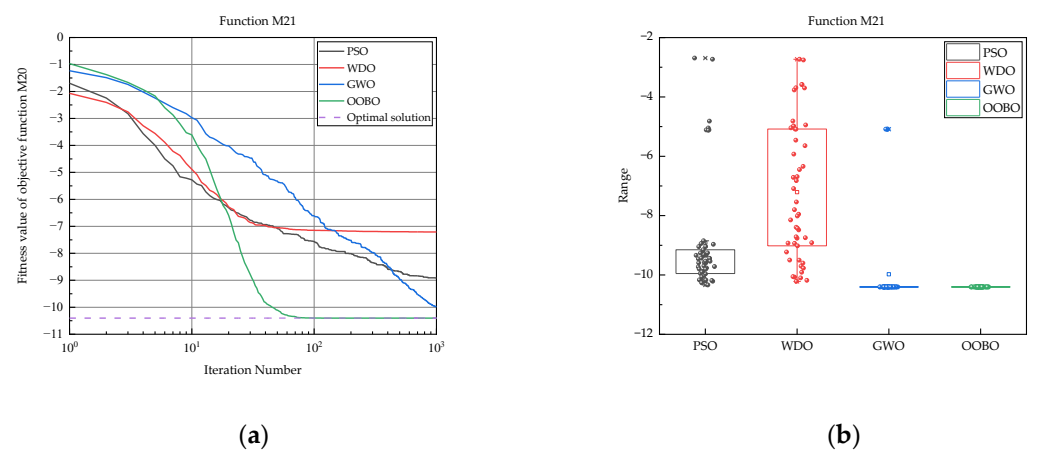 Function M21
Fitness value of objective function M20
0
−1
−2
−3
−4
−5
−6
−7
−8
−9
−10
−11
PSO
WDO
GWO
OOBO
Optimal solution
10^0
10^1
10^2
10^3
Iteration Number
(a)
Function M21
Range
−2
−4
−6
−8
−10
−12
PSO
WDO
GWO
OOBO
PSO
WDO
GWO
OOBO
(b)